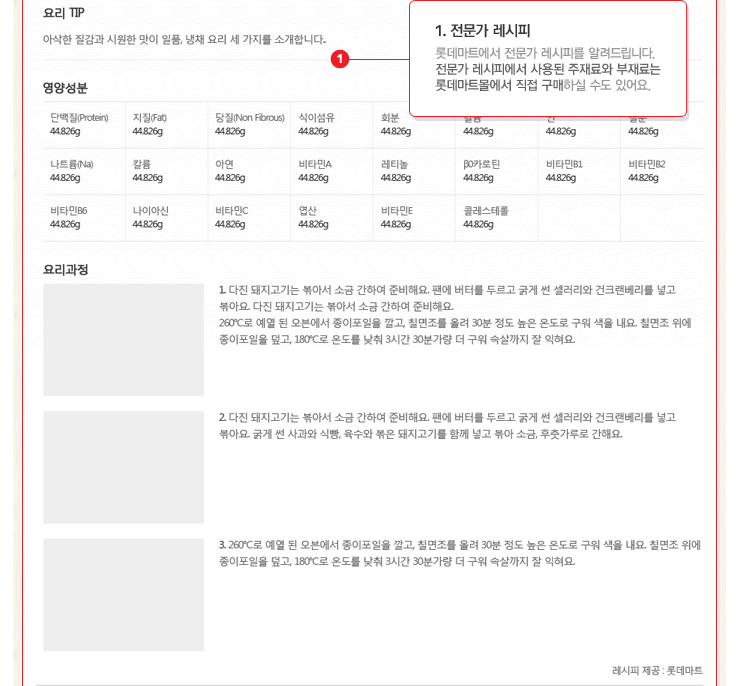 요리 TIP
아삭한 질감과 시원한 맛이 일품, 냉채 요리 세 가지를 소개합니다.
1
1. 전문가 레시피
롯데마트에서 전문가 레시피를 알려드립니다.
전문가 레시피에서 사용된 주재료와 부재료는
롯데마트몰에서 직접 구매하실 수도 있어요.
영양성분
단백질(Protein) 지질(Fat) 당질(Non Fibrous) 식이섬유 회분
44.826g 44.826g 44.826g 44.826g 44.826g 44.826g 44.826g 44.826g
나트륨(Na) 칼륨 아연 비타민A 레티놀 β0카로틴 비타민B1 비타민B2
44.826g 44.826g 44.826g 44.826g 44.826g 44.826g 44.826g 44.826g
비타민B6 나이아신 비타민C 엽산 비타민E 콜레스테롤
44.826g 44.826g 44.826g 44.826g 44.826g 44.826g
요리과정
1. 다진 돼지고기는 볶아서 소금 간하여 준비해요. 팬에 버터를 두르고 굵게 썬 샐러리와 건크랜베리를 넣고
볶아요. 다진 돼지고기는 볶아서 소금 간하여 준비해요.
260℃로 예열 된 오븐에서 종이포일을 깔고, 칠면조를 올려 30분 정도 높은 온도로 구워 색을 내요. 칠면조 위에
종이포일을 덮고, 180℃로 온도를 낮춰 3시간 30분가량 더 구워 속살까지 잘 익혀요.
2. 다진 돼지고기는 볶아서 소금 간하여 준비해요. 팬에 버터를 두르고 굵게 썬 샐러리와 건크랜베리를 넣고
볶아요. 굵게 썬 사과와 식빵, 육수와 볶은 돼지고기를 함께 넣고 볶아 소금, 후춧가루로 간해요.
3. 260℃로 예열 된 오븐에서 종이포일을 깔고, 칠면조를 올려 30분 정도 높은 온도로 구워 색을 내요. 칠면조 위에
종이포일을 덮고, 180℃로 온도를 낮춰 3시간 30분가량 더 구워 속살까지 잘 익혀요.
레시피 제공 : 롯데마트